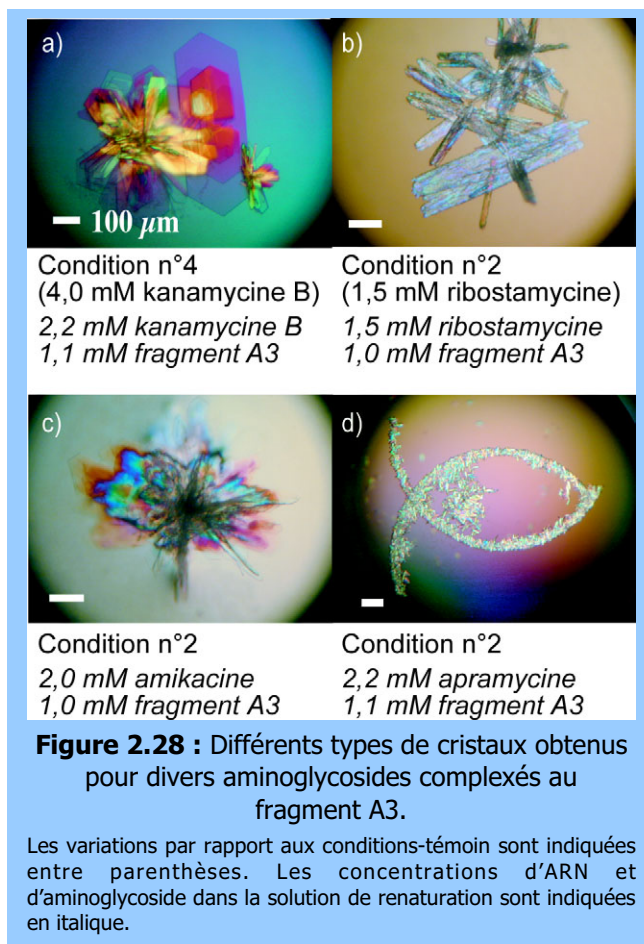 a)
b)
100 µm
Condition n°4
(4,0 mM kanamycine B)
2,2 mM kanamycine B
1,1 mM fragment A3
Condition n°2
(1,5 mM ribostamycine)
1,5 mM ribostamycine
1,0 mM fragment A3
c)
d)
Condition n°2
2,0 mM amikacine
1,0 mM fragment A3
Condition n°2
2,2 mM apramycine
1,1 mM fragment A3
Figure 2.28 : Différents types de cristaux obtenus
pour divers aminoglycosides complexés au
fragment A3.
Les variations par rapport aux conditions-témoin sont indiquées
entre parenthèses. Les concentrations d'ARN et
d'aminoglycoside dans la solution de renaturation sont indiquées
en italique.